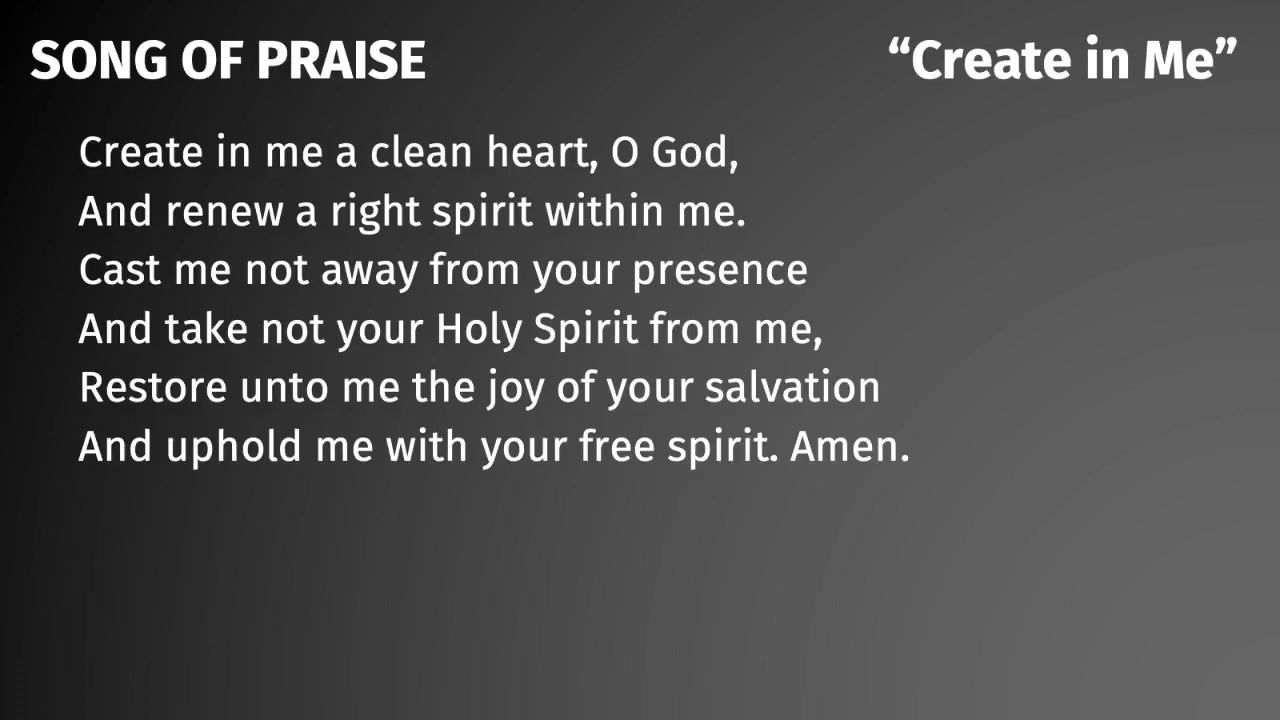 SONG OF PRAISE
“Create in Me”
Create in me a clean heart, O God,
And renew a right spirit within me.
Cast me not away from your presence
And take not your Holy Spirit from me,
Restore unto me the joy of your salvation
And uphold me with your free spirit. Amen.